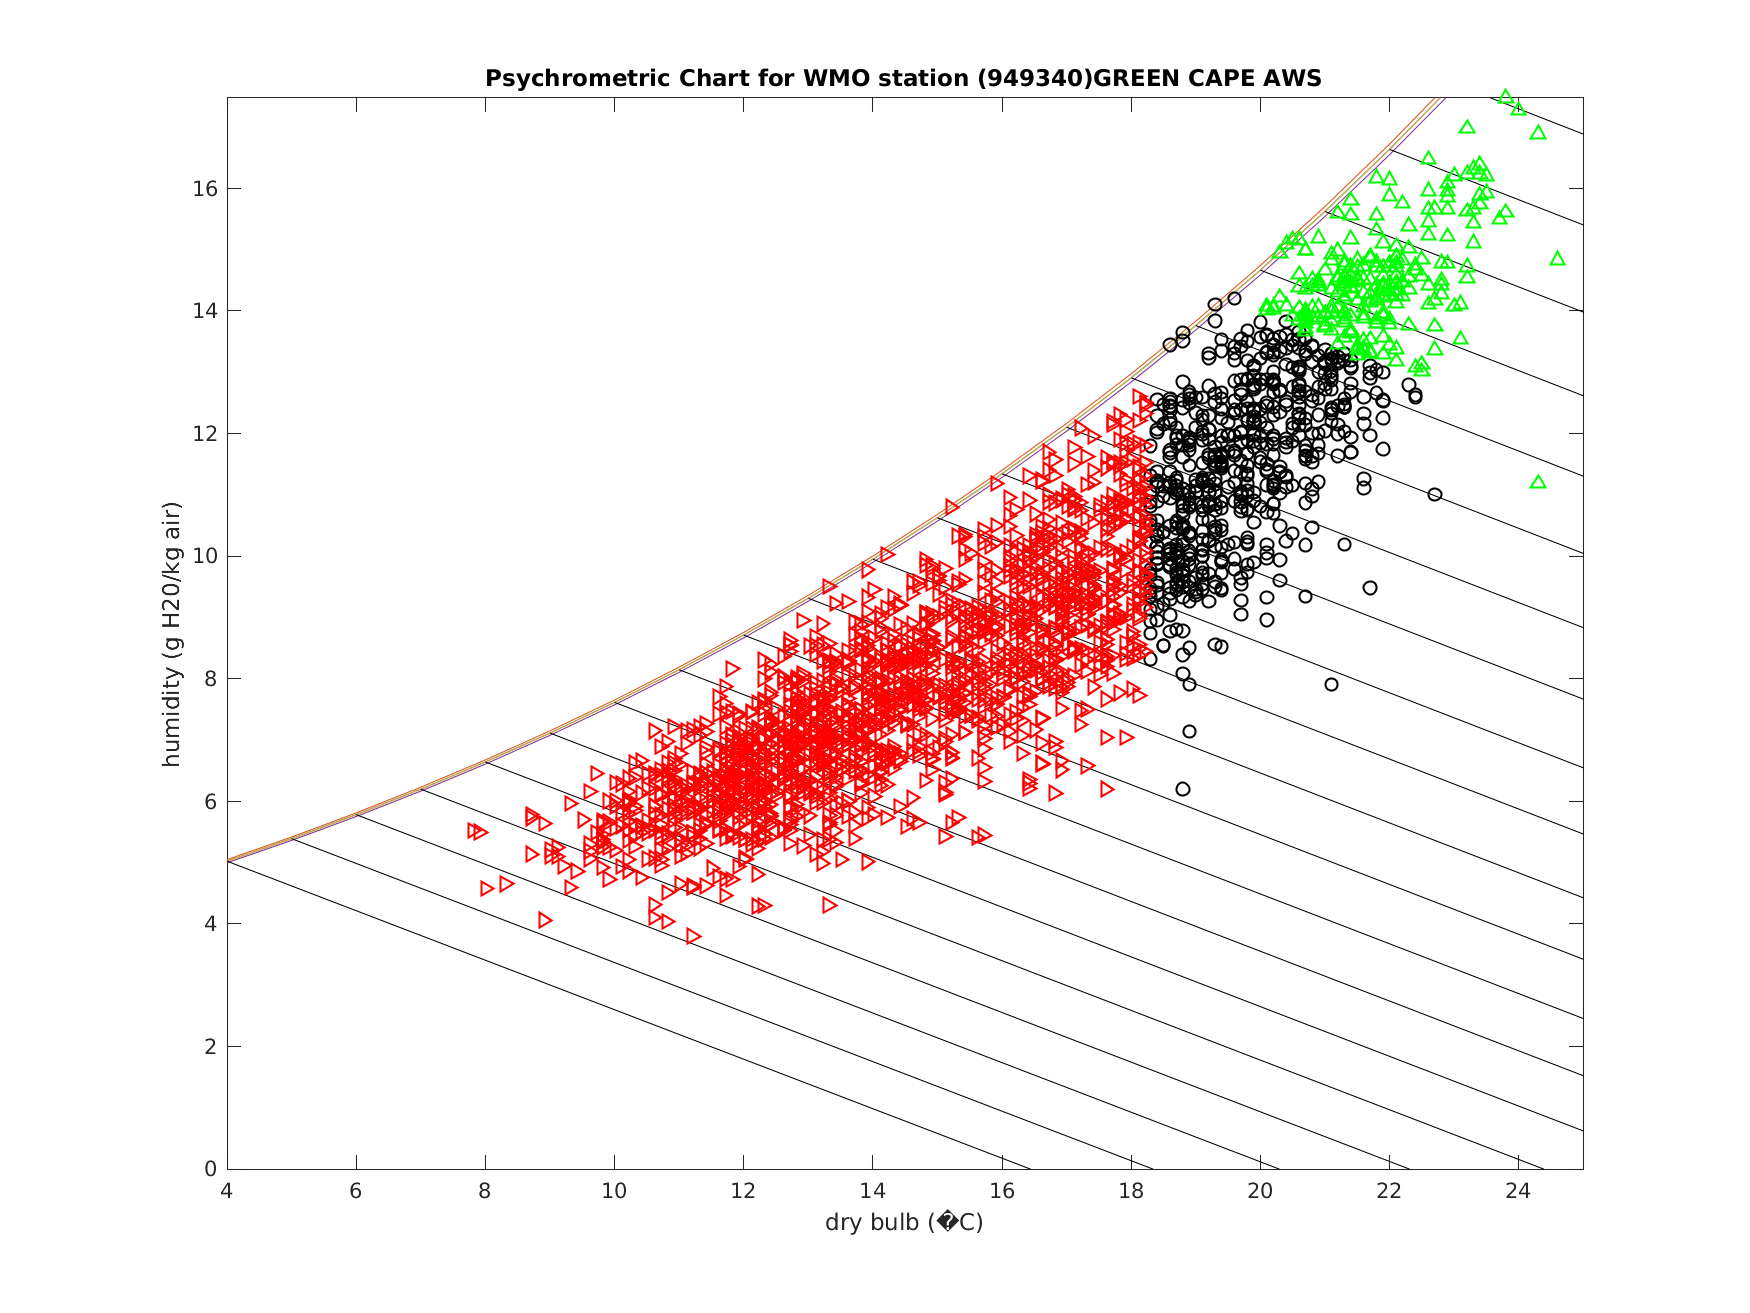 Psychrometric Chart for WMO station (949340)GREEN CAPE AWS
16
14
12
10
8
6
4
2
0
humidity (g H20/kg air)
4 6 8 10 12 14 16 18 20 22 24
dry bulb (�C)